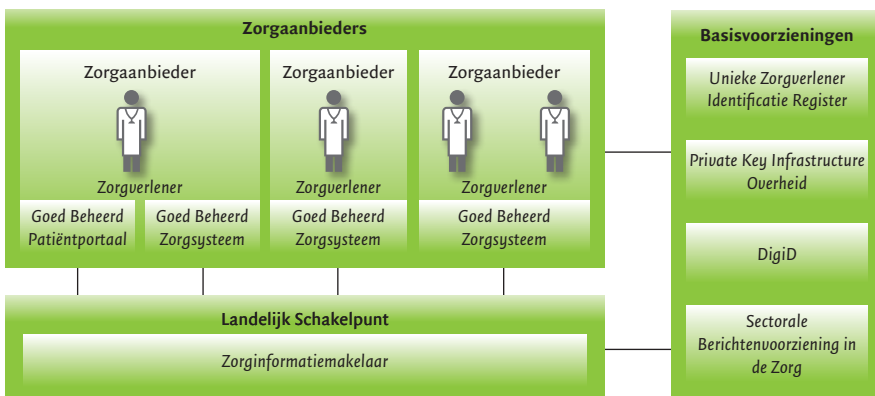 Zorgaanbieders
Zorgaanbieder
Zorgverlener
Goed Beheerd
Patiëntportaal
Goed Beheerd
Zorgsysteem
Zorgaanbieder
Zorgverlener
Goed Beheerd
Zorgsysteem
Zorgaanbieder
Zorgverlener
Goed Beheerd
Zorgsysteem
Landelijk Schakelpunt
Zorginformatiemakelaar
Basisvoorzieningen
Unieke Zorgverlener
Identificatie Register
Private Key Infrastructure
Overheid
DigiD
Sectorale
Berichtenvoorziening in
de Zorg